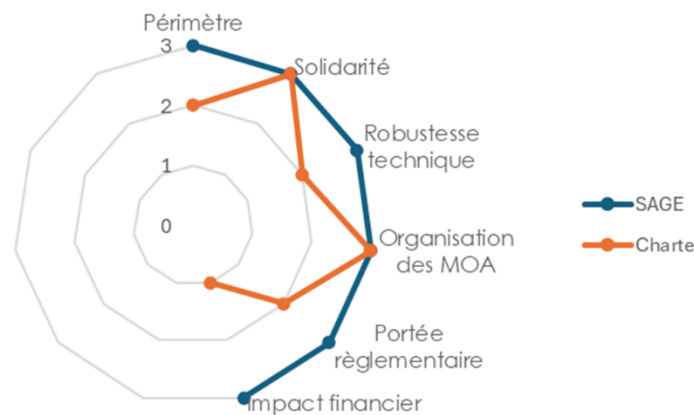 Périmètre
3
Solidarité
2
Robustesse
technique
1
SAGE
0
Organisation
des MOA
Charte
Portée
règlementaire
Impact financier